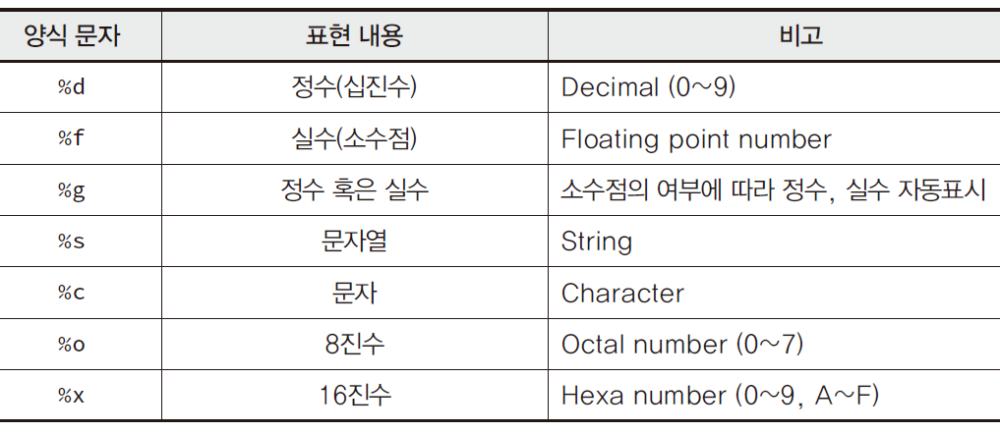 양식 문자 표현 내용 비고
%d 정수(십진수) Decimal (0~9)
%f 실수(소수점) Floating point number
%g 정수 혹은 실수 소수점의 여부에 따라 정수, 실수 자동표시
%s 문자열 String
%c 문자 Character
%o 8진수 Octal number (0~7)
%x 16진수 Hexa number (0~9, A~F)